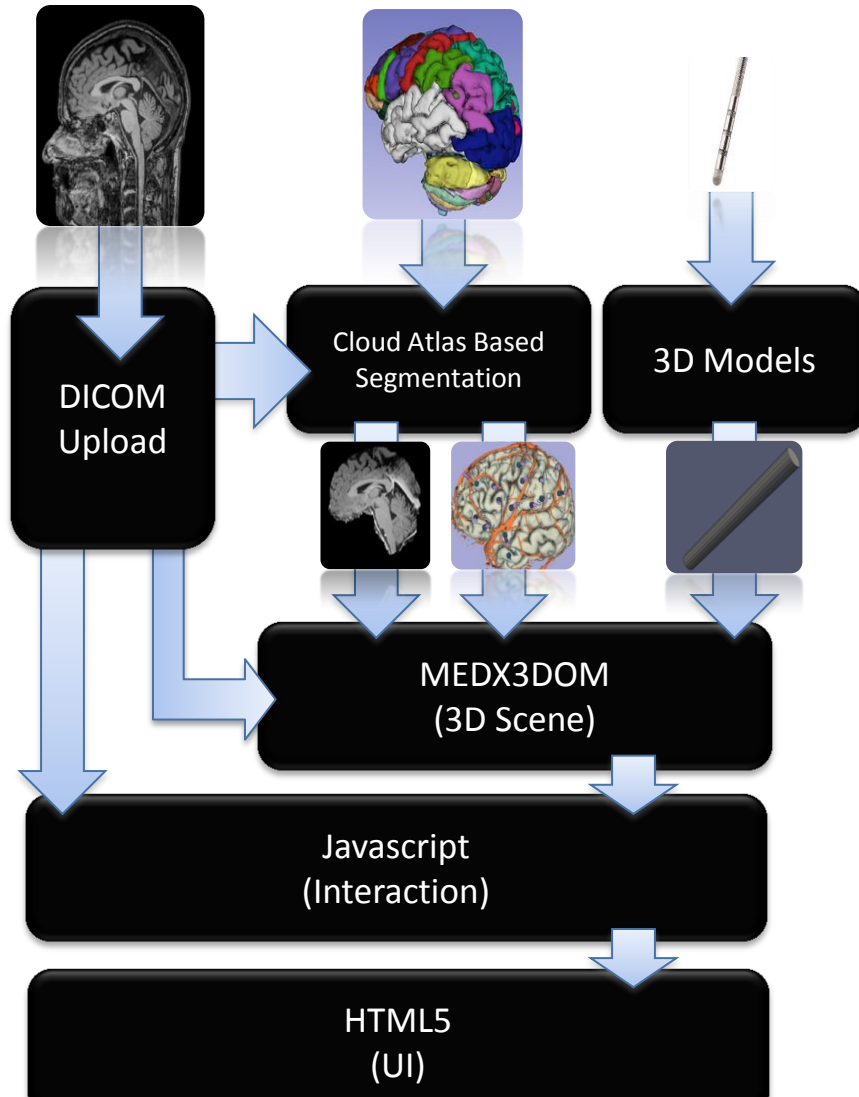 DICOM
Upload
Cloud Atlas Based
Segmentation
3D Models
MEDX3DOM
(3D Scene)
Javascript
(Interaction)
HTML5
(UI)